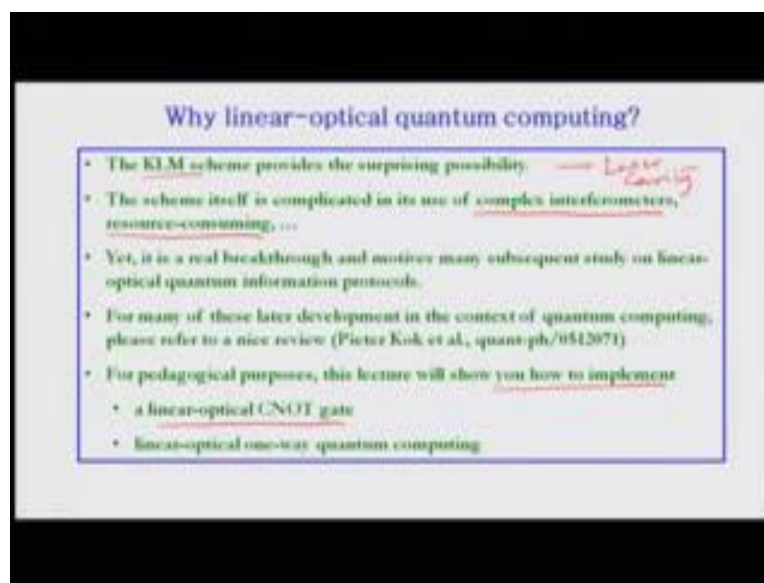 Why linear-optical quantum computing?
• The KLM scheme provides the surprising possibility.
• The scheme itself is complicated in its use of complex interferometers,
resource-consuming, …
• Yet, it is a real breakthrough and motives many subsequent study on linear-
optical quantum information protocols.
• For many of these later development in the context of quantum computing,
please refer to a nice review (Pieter Kok et al., quant-ph/0512071)
• For pedagogical purposes, this lecture will show you how to implement
• a linear-optical CNOT gate
• linear-optical one-way quantum computing